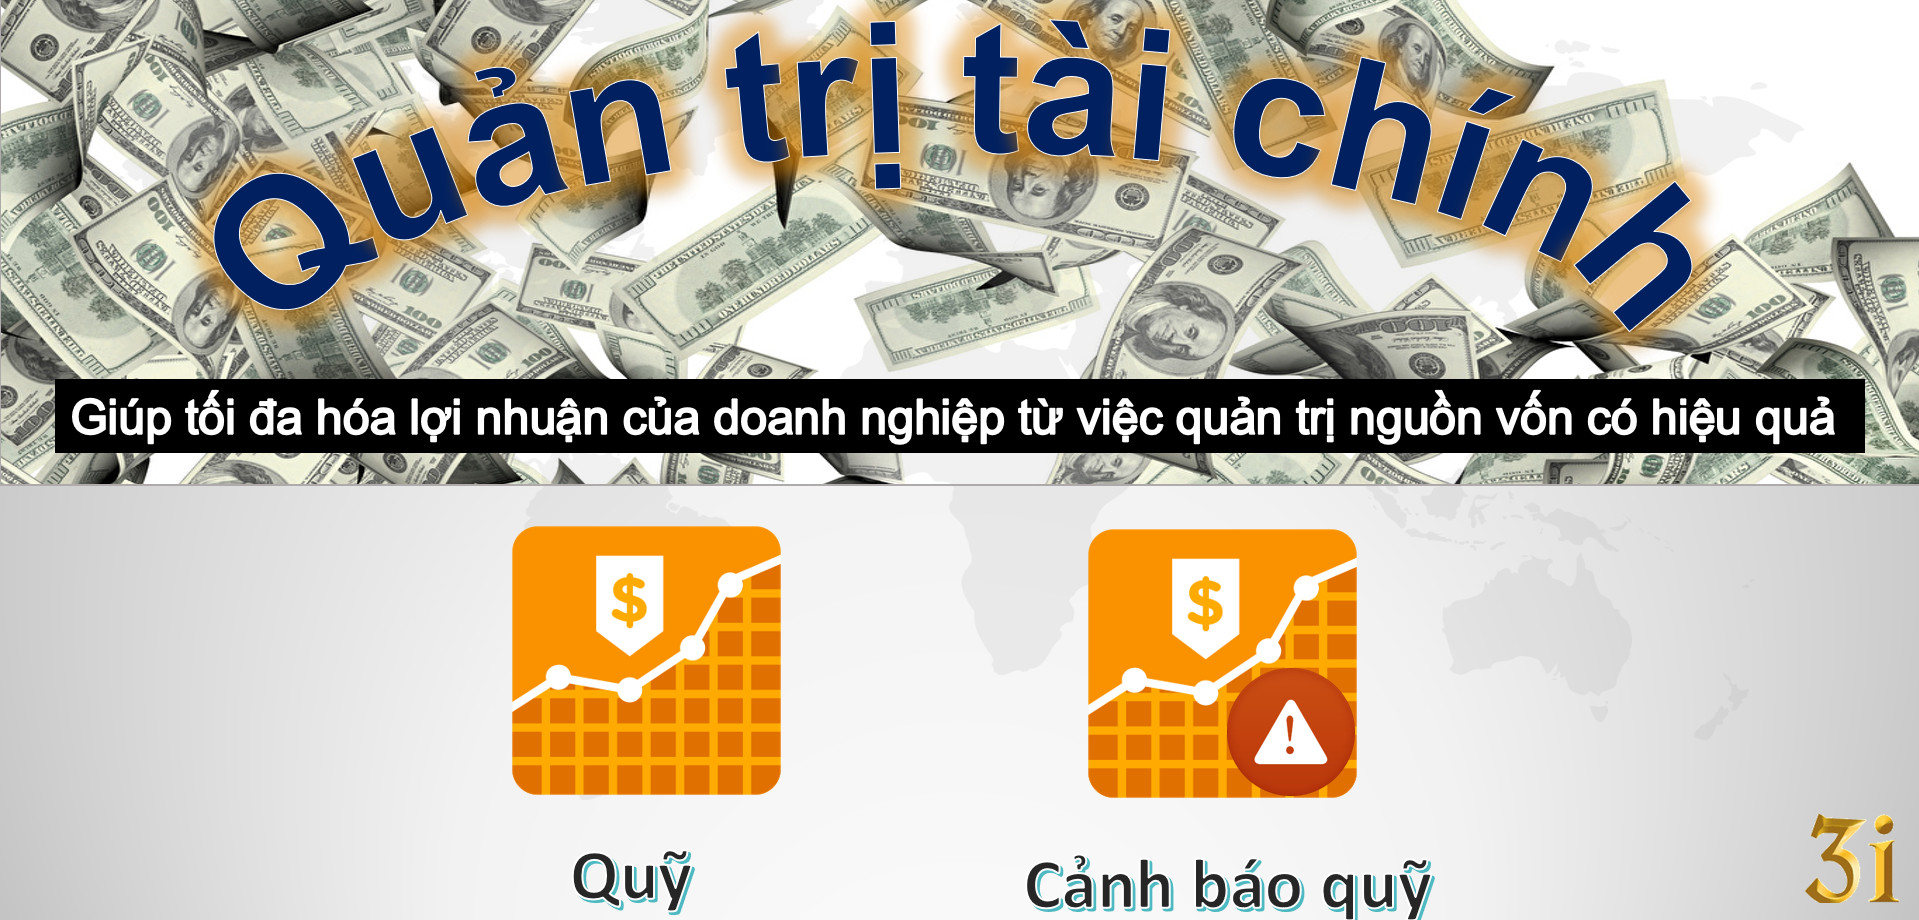 Quản trị tài chính
Giúp tối đa hóa lợi nhuận của doanh nghiệp từ việc quản trị nguồn vốn có hiệu quả
$
$
Quỹ
Cảnh báo quỹ
3i